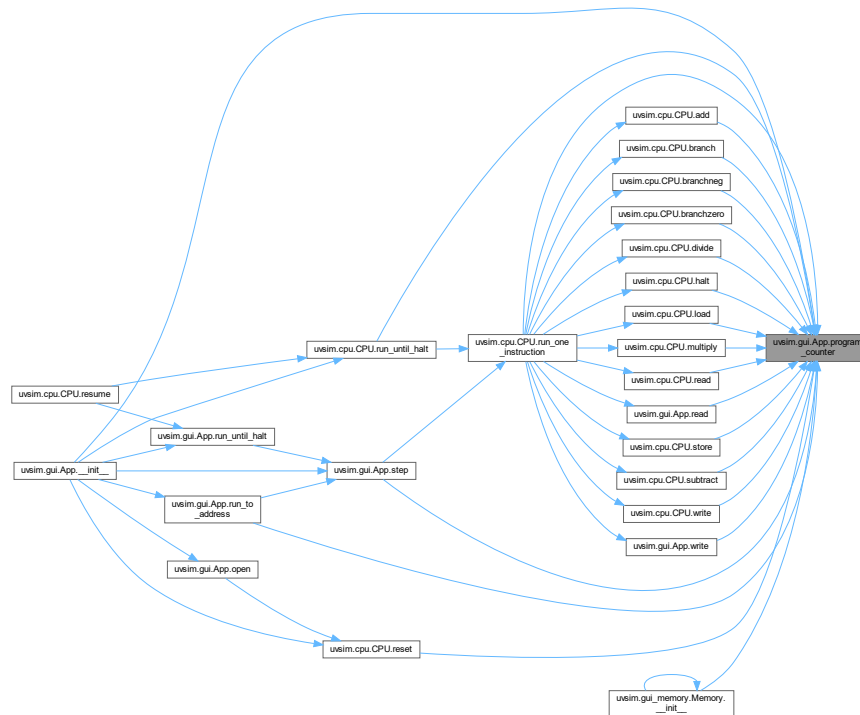 uvsim.cpu.CPU.add
uvsim.cpu.CPU.branch
uvsim.cpu.CPU.branchneg
uvsim.cpu.CPU.branchzero
uvsim.cpu.CPU.divide
uvsim.cpu.CPU.halt
uvsim.cpu.CPU.load
uvsim.gui.App.program
_counter
uvsim.cpu.CPU.run_one
_instruction
uvsim.cpu.CPU.multiply
uvsim.cpu.CPU.run_until_halt
uvsim.cpu.CPU.read
uvsim.cpu.CPU.resume
uvsim.gui.App.read
uvsim.gui.App.run_until_halt
uvsim.cpu.CPU.store
uvsim.gui.App.__init__
uvsim.gui.App.step
uvsim.cpu.CPU.subtract
uvsim.gui.App.run_to
_address
uvsim.cpu.CPU.write
uvsim.gui.App.write
uvsim.gui.App.open
uvsim.cpu.CPU.reset
uvsim.gui_memory.Memory.
__init__